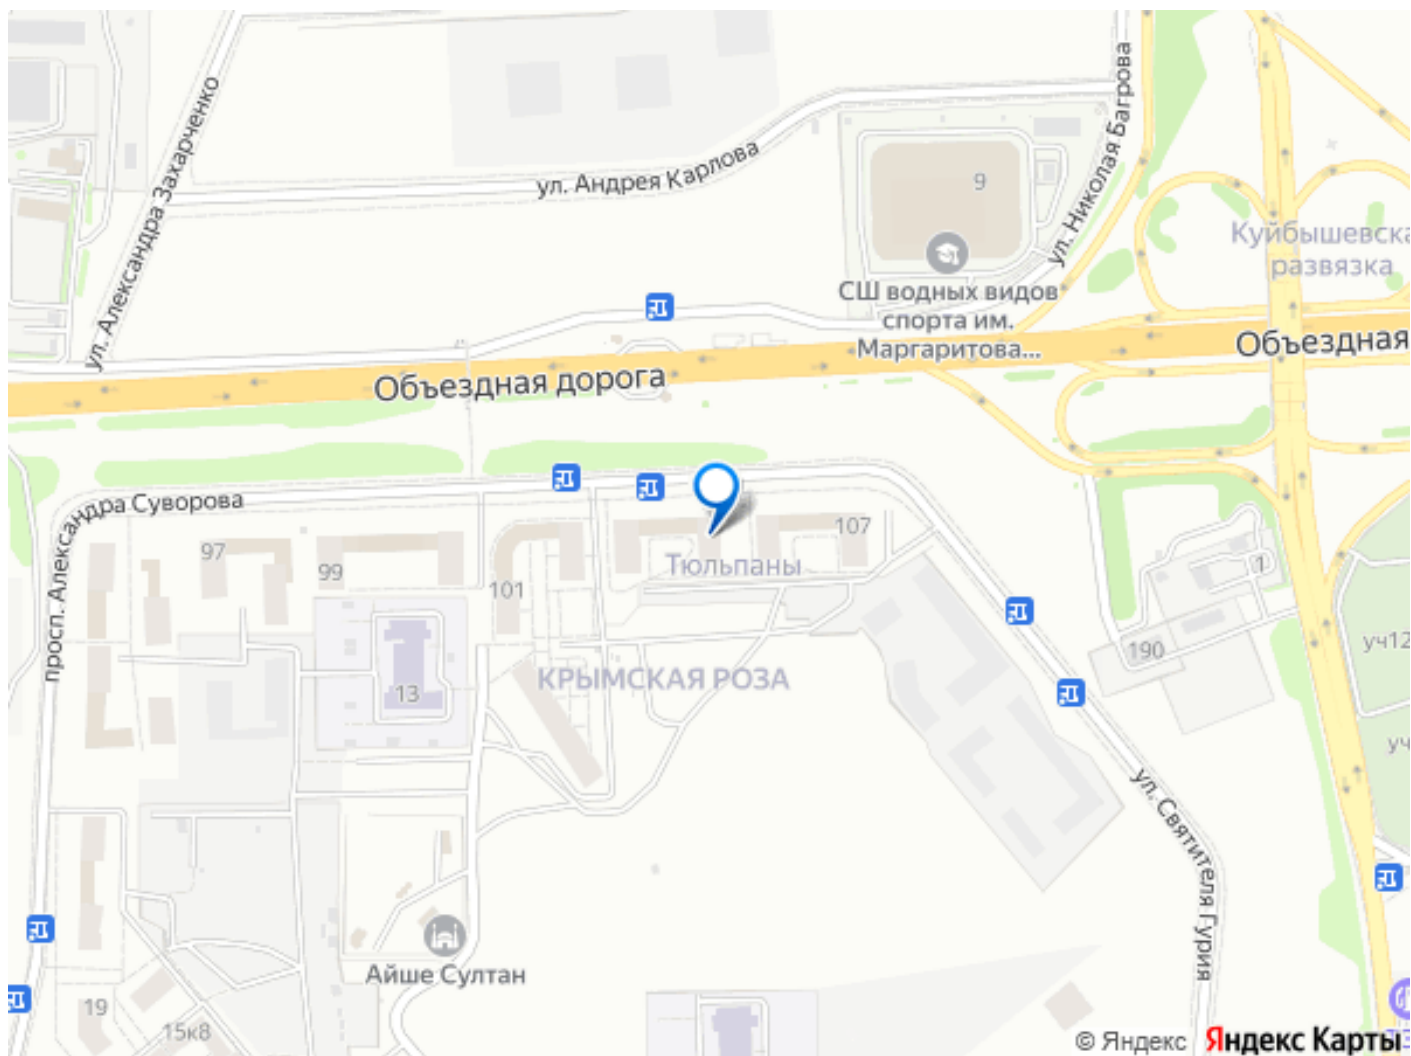 ул. Александра Захарченко
ул. Андрея Карлова
ул. Николая Багрова
9
Куйбышевска
развязка
СШ водных видов
спорта им.
Маргаритова...
Объездная
Объездная дорога
просп. Александра Суворова
97
99
101
107
Тюльпаны
1
190
уч12
13
КРЫМСКАЯ РОЗА
уч
ул. Святителя Гурия
Айше Султан
19
15к8
© Яндекс
Яндекс Карты